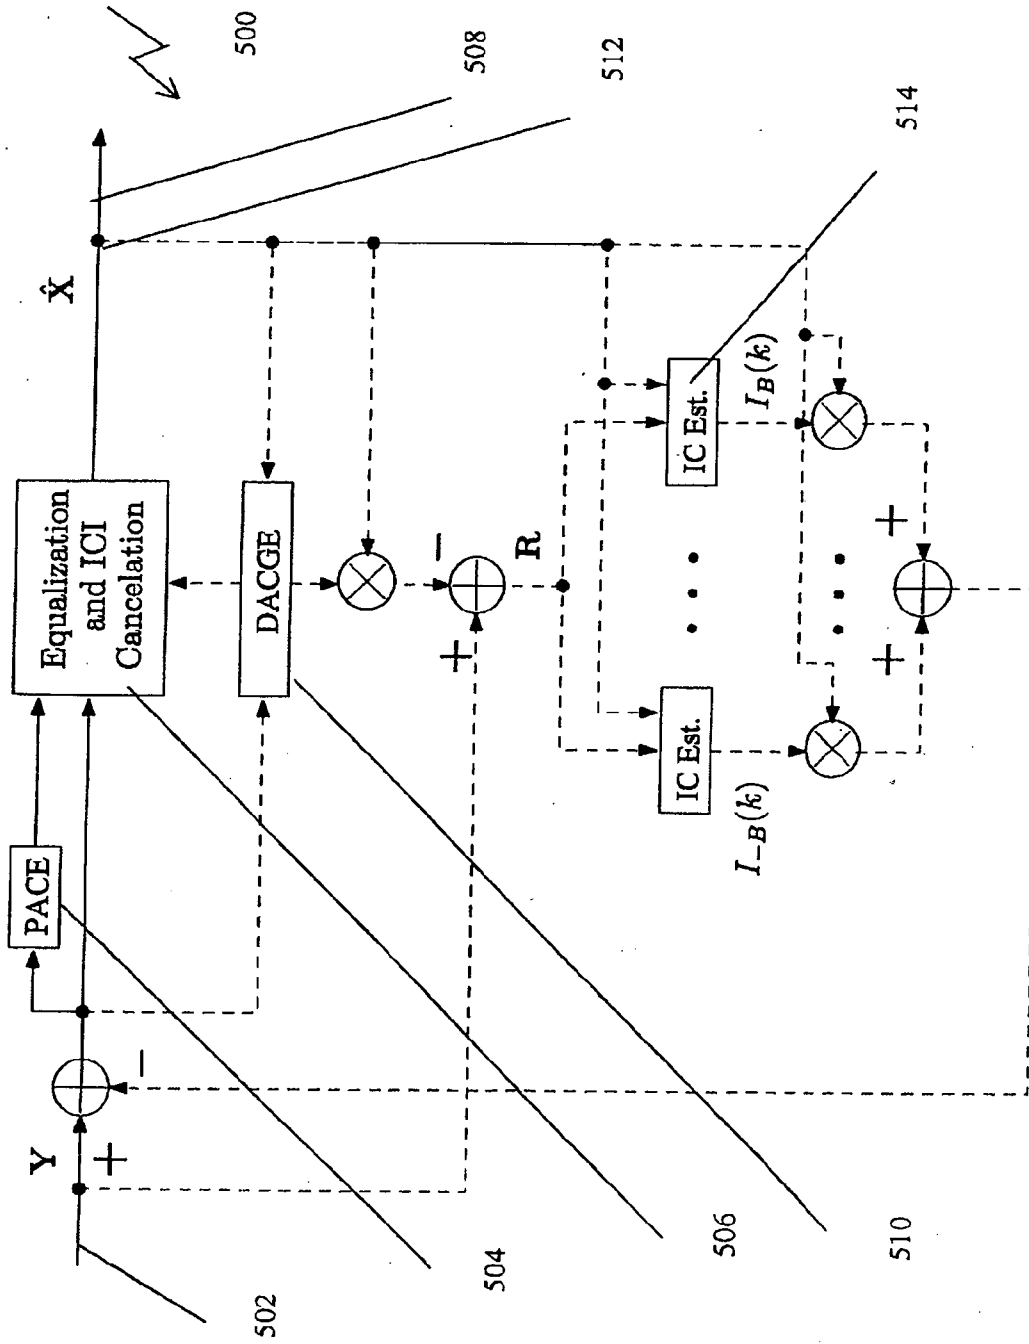 500
508
512
514
X̂
Equalization
and ICI
Cancelation
PACE
Y
+
−
DACGE
−
+
R
IC Est.
I_B(k)
IC Est.
I_{−B}(k)
+
+
502
504
506
510